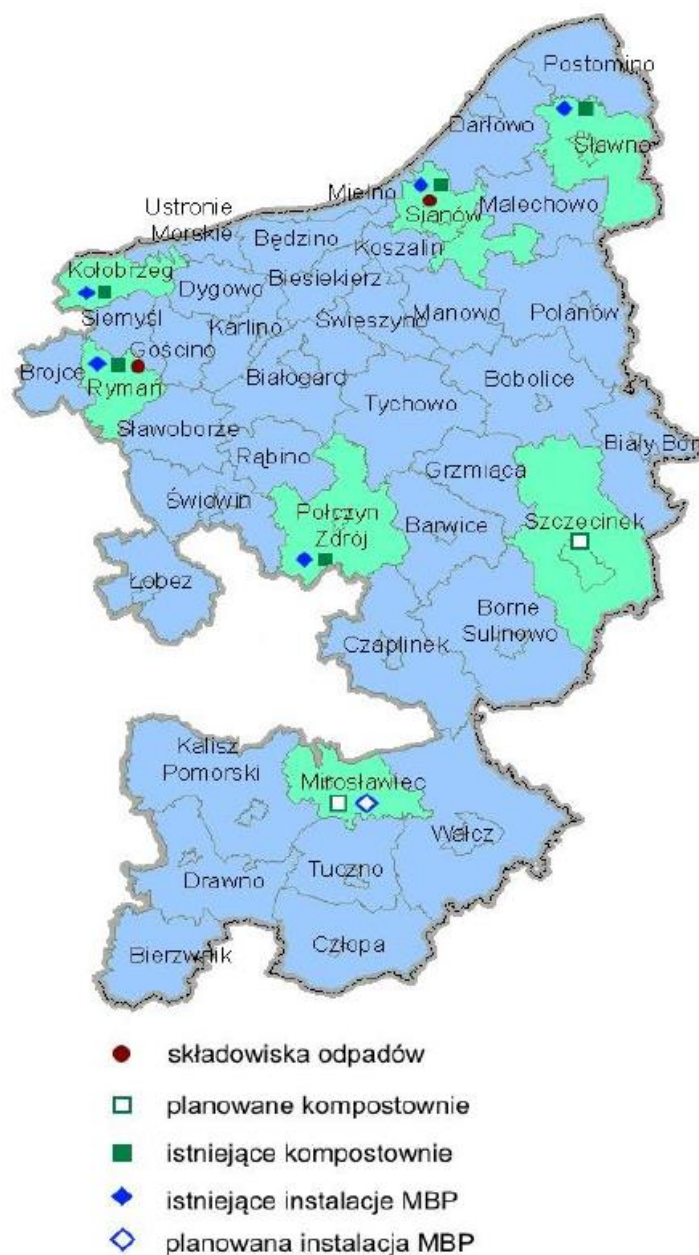 Postomino
Darłowo
Sławno
Mielno
Sianów
Malechowo
Ustronie
Morskie
Będzino
Koszalin
Kołobrzeg
Dygowo
Biesiekierz
Siemyśl
Karlino
Świeszyno
Manowo
Polanów
Gościno
Brojce
Rymań
Białogard
Tychowo
Bobolice
Sławoborze
Rąbino
Grzmiąca
Biały Bór
Świdwin
Połczyn
Zdrój
Barwice
Szczecinek
Łobez
Borne
Sulinowo
Czaplinek
Kalisz
Pomorski
Mirosławiec
Wałcz
Tuczno
Drawno
Człopa
Bierzwnik
składowiska odpadów
planowane kompostownie
istniejące kompostownie
istniejące instalacje MBP
planowana instalacja MBP